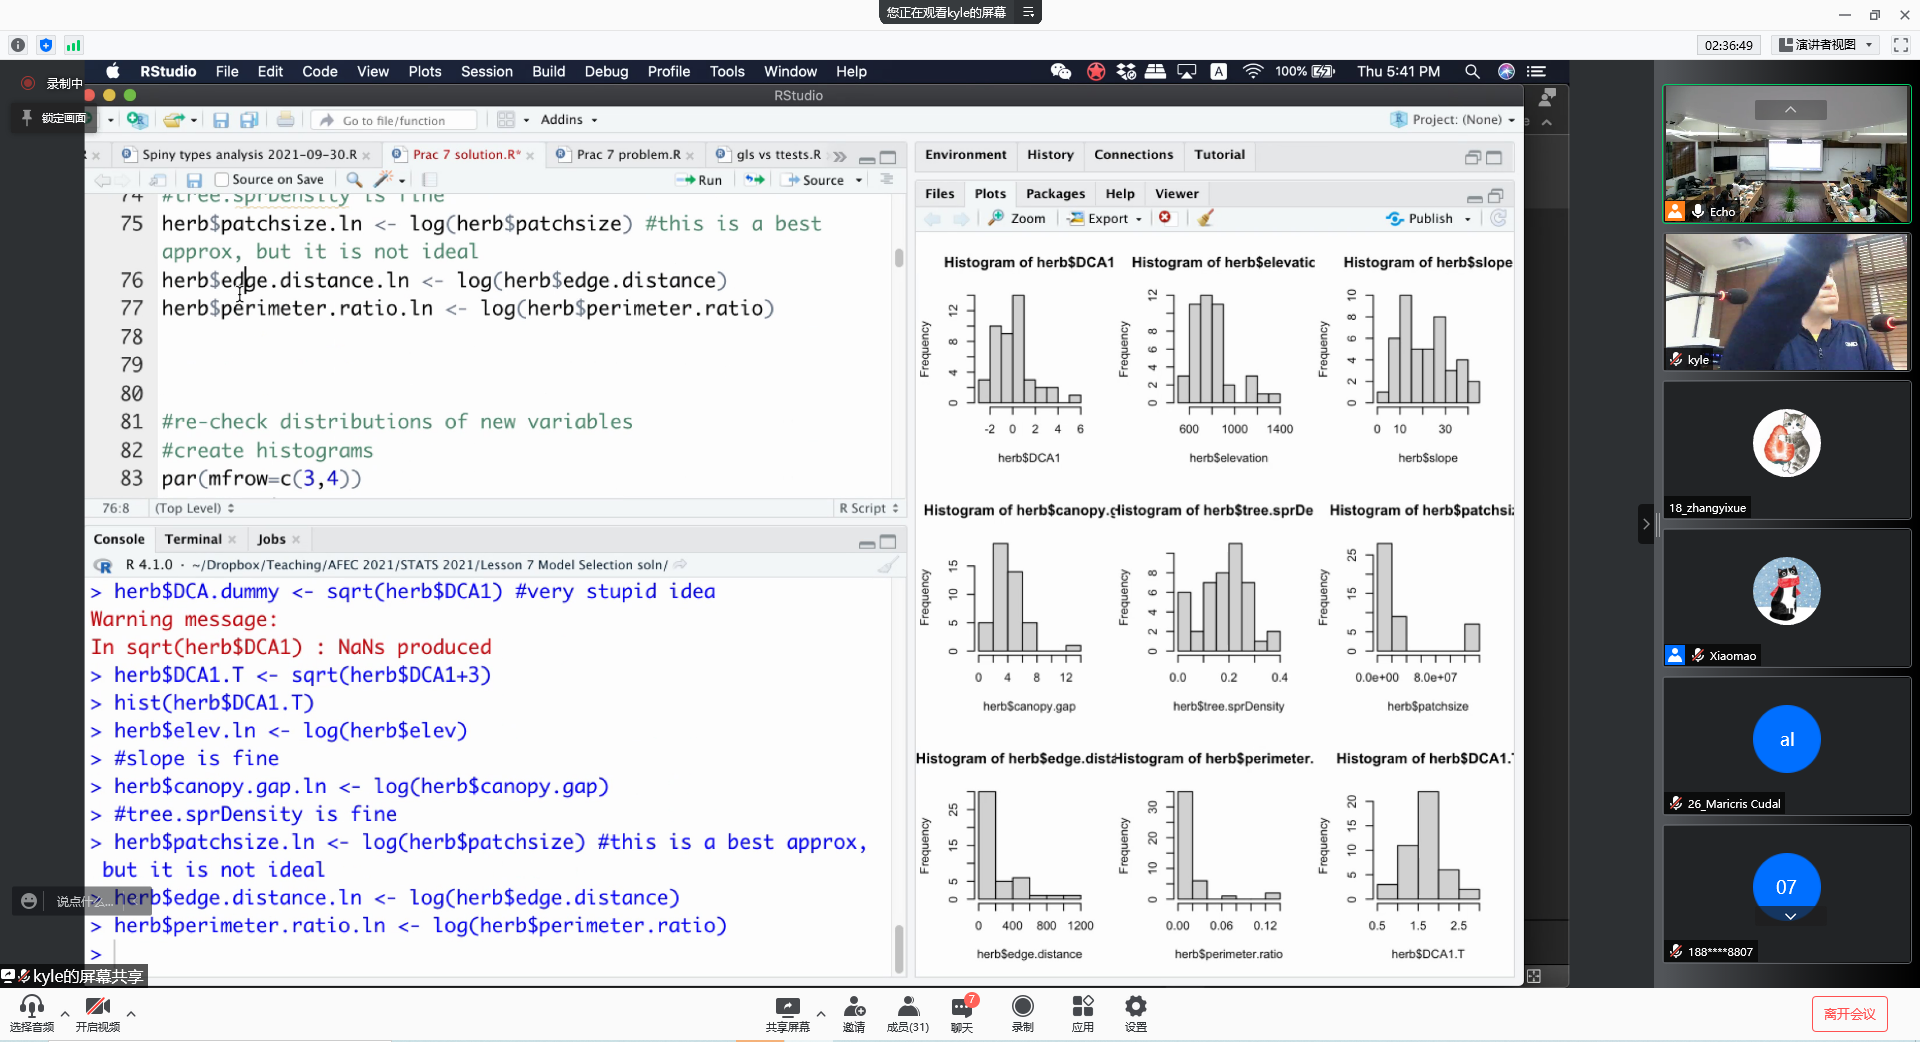 您正在观看kyle的屏幕
02:36:49
演讲者视图
录制中
锁定画面
RStudio File Edit Code View Plots Session Build Debug Profile Tools Window Help
A
100%
Thu 5:41 PM
RStudio
Go to file/function
Addins
Project: (None)
Spiny types analysis 2021-09-30.R
Prac 7 solution.R*
Prac 7 problem.R
gls vs ttests.R
Source on Save
Run
Source
74 #tree.sprDensity is fine
75 herb$patchsize.ln <- log(herb$patchsize) #this is a best
approx, but it is not ideal
76 herb$edge.distance.ln <- log(herb$edge.distance)
77 herb$perimeter.ratio.ln <- log(herb$perimeter.ratio)
78
79
80
81 #re-check distributions of new variables
82 #create histograms
83 par(mfrow=c(3,4))
76:8 (Top Level) R Script
Console Terminal Jobs
R 4.1.0 · ~/Dropbox/Teaching/AFEC 2021/STATS 2021/Lesson 7 Model Selection soln/
> herb$DCA.dummy <- sqrt(herb$DCA1) #very stupid idea
Warning message:
In sqrt(herb$DCA1) : NaNs produced
> herb$DCA1.T <- sqrt(herb$DCA1+3)
> hist(herb$DCA1.T)
> herb$elev.ln <- log(herb$elev)
> #slope is fine
> herb$canopy.gap.ln <- log(herb$canopy.gap)
> #tree.sprDensity is fine
> herb$patchsize.ln <- log(herb$patchsize) #this is a best approx,
but it is not ideal
> herb$edge.distance.ln <- log(herb$edge.distance)
> herb$perimeter.ratio.ln <- log(herb$perimeter.ratio)
>
说点什么...
kyle的屏幕共享
Environment History Connections Tutorial
Files Plots Packages Help Viewer
Zoom Export Publish
Histogram of herb$DCA1
Frequency
0 4 8 12
-2 0 2 4 6
herb$DCA1
Histogram of herb$elevatic
Frequency
0 2 4 6 8 12
600 1000 1400
herb$elevation
Histogram of herb$slope
Frequency
0 2 4 6 8 10
0 10 30
herb$slope
Histogram of herb$canopy.g
Frequency
0 5 10 15
0 4 8 12
herb$canopy.gap
Histogram of herb$tree.sprDe
Frequency
0 2 4 6 8
0.0 0.2 0.4
herb$tree.sprDensity
Histogram of herb$patchsiz
Frequency
0 5 15 25
0.0e+00 8.0e+07
herb$patchsize
Histogram of herb$edge.dista
Frequency
0 5 15 25
0 400 800 1200
herb$edge.distance
Histogram of herb$perimeter.
Frequency
0 10 20 30
0.00 0.06 0.12
herb$perimeter.ratio
Histogram of herb$DCA1.T
Frequency
0 5 10 15 20
0.5 1.5 2.5
herb$DCA1.T
Echo
kyle
18_zhangyixue
Xiaomao
al
26_Maricris Cudal
07
188****8807
选择音频
开启视频
共享屏幕
邀请
成员(31)
7
聊天
录制
应用
设置
离开会议